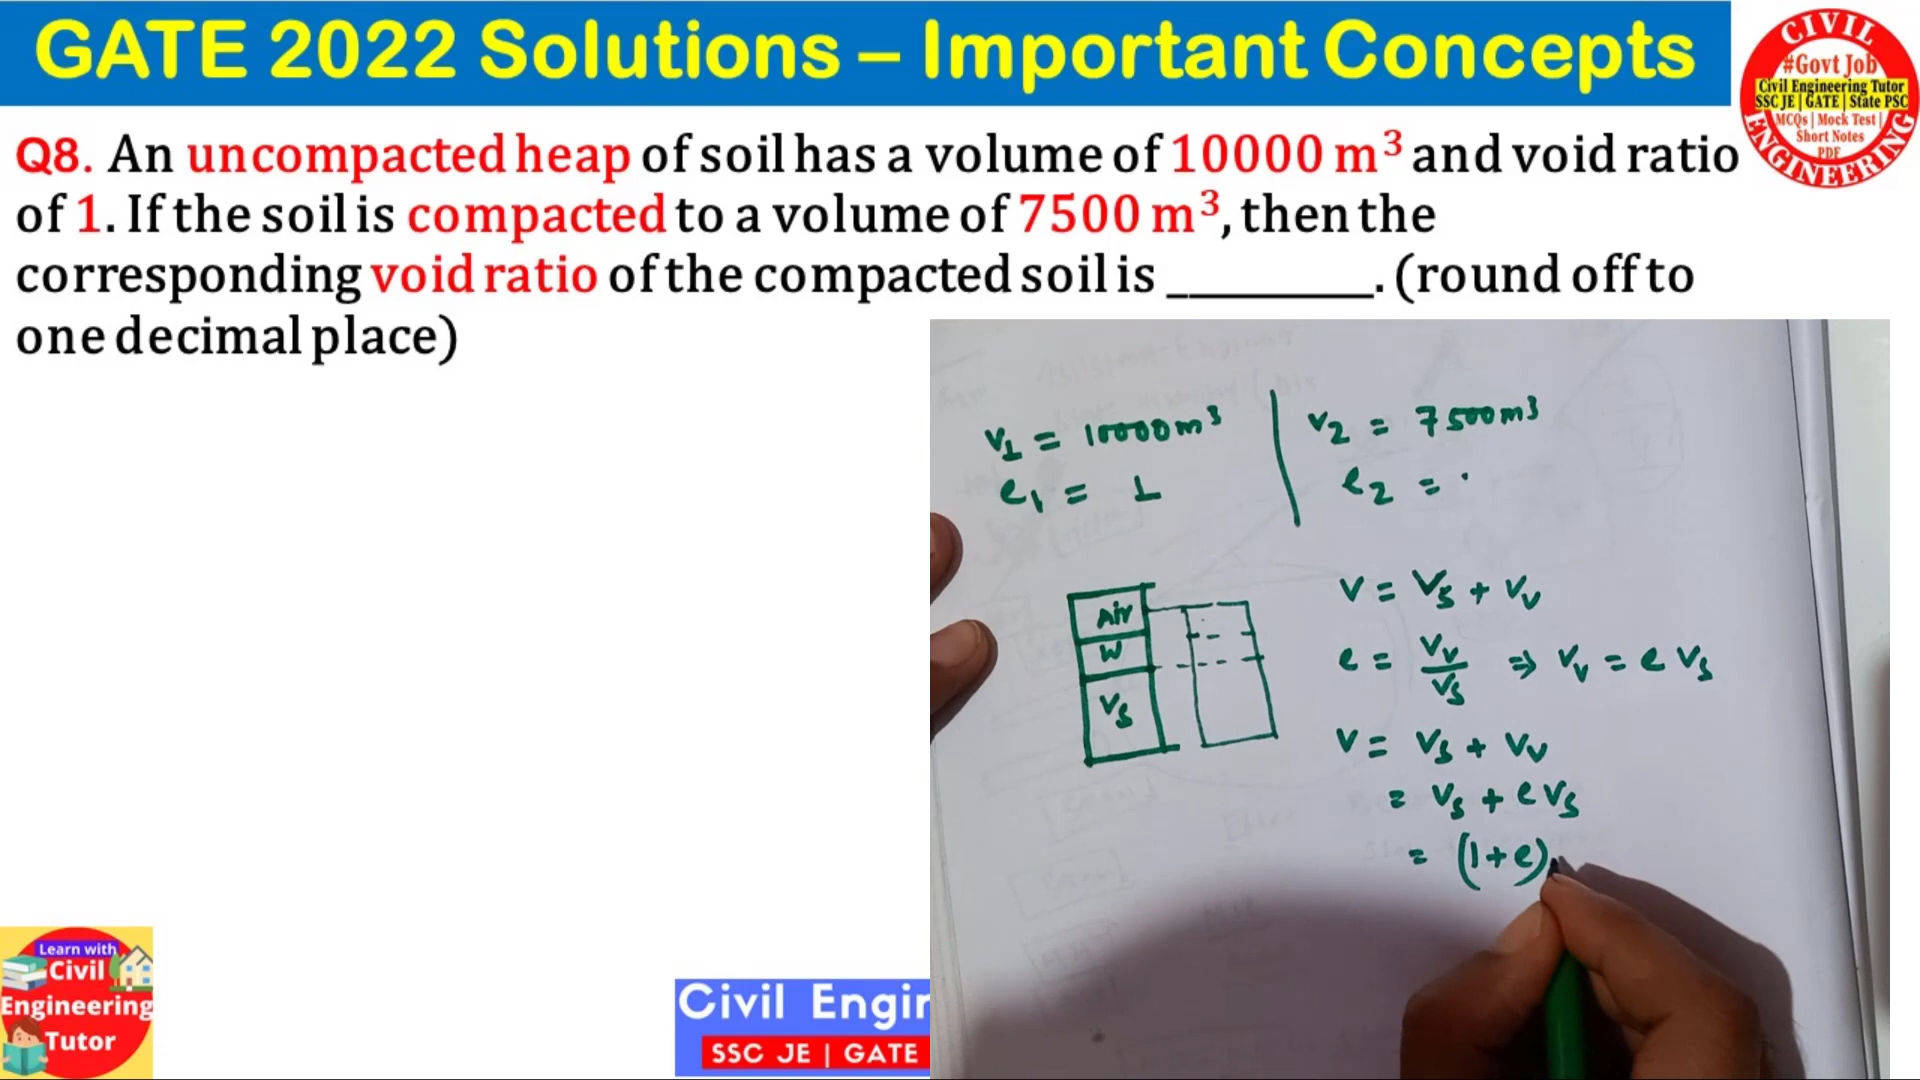 GATE 2022 Solutions – Important Concepts
CIVIL
#Govt Job
Civil Engineering Tutor
SSC JE | GATE | State PSC
MCQs | Mock Test |
Short Notes
PDF
ENGINEERING
Q8. An uncompacted heap of soil has a volume of 10000 m³ and void ratio
of 1. If the soil is compacted to a volume of 7500 m³, then the
corresponding void ratio of the compacted soil is __________. (round off to
one decimal place)
V1 = 10000m³
V2 = 7500m³
e1 = 1
e2 = .
Air
W
Vs
V = Vs + Vv
e = Vv/Vs ⇒ Vv = e Vs
V = Vs + Vv
= Vs + eVs
= (1+e)
Learn with
Civil
Engineering
Tutor
Civil Engin
SSC JE | GATE